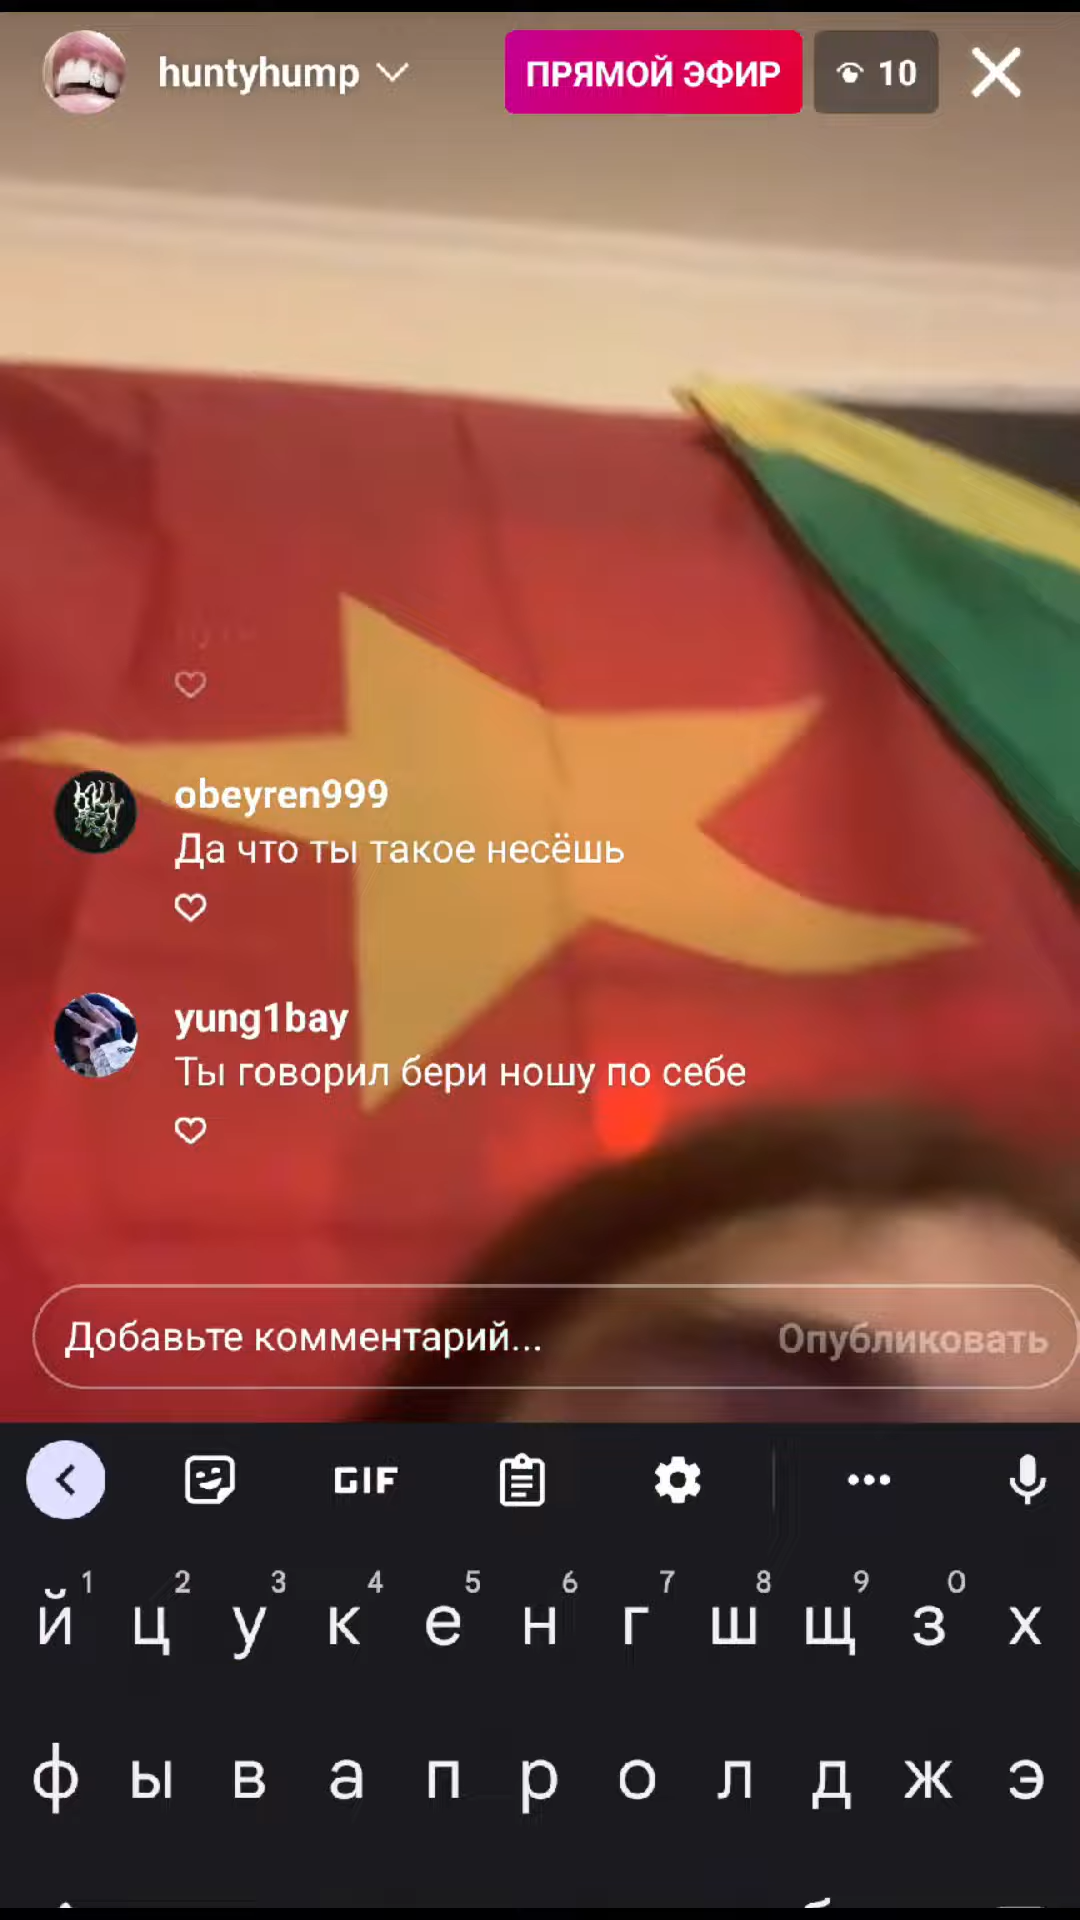 huntyhump
ПРЯМОЙ ЭФИР
10
obeyren999
Да что ты такое несёшь
yung1bay
Ты говорил бери ношу по себе
Добавьте комментарий...
Опубликовать
GIF
1 2 3 4 5 6 7 8 9 0
й ц у к е н г ш щ з х
ф ы в а п р о л д ж э